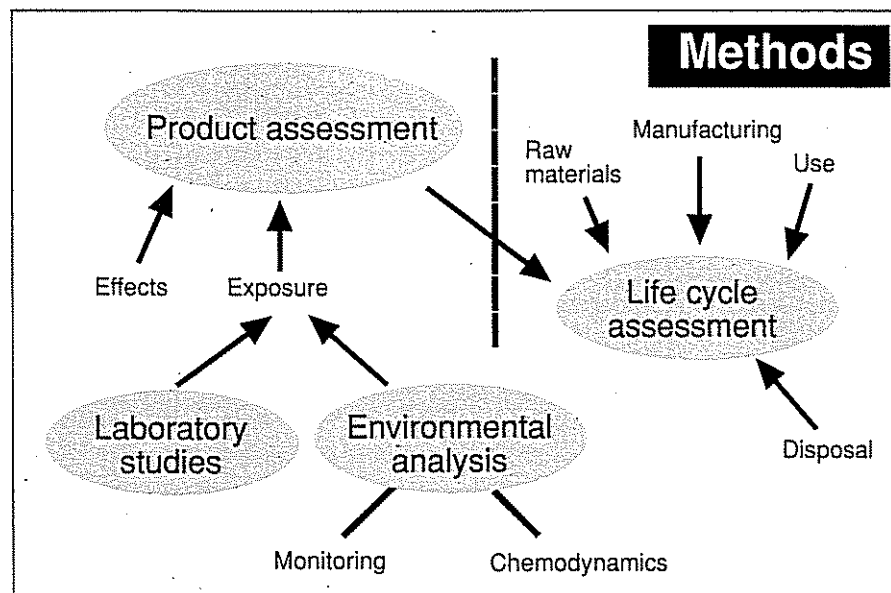 Methods
Product assessment
Manufacturing
Raw
materials
Use
Effects
Exposure
Life cycle
assessment
Laboratory
studies
Environmental
analysis
Disposal
Monitoring
Chemodynamics